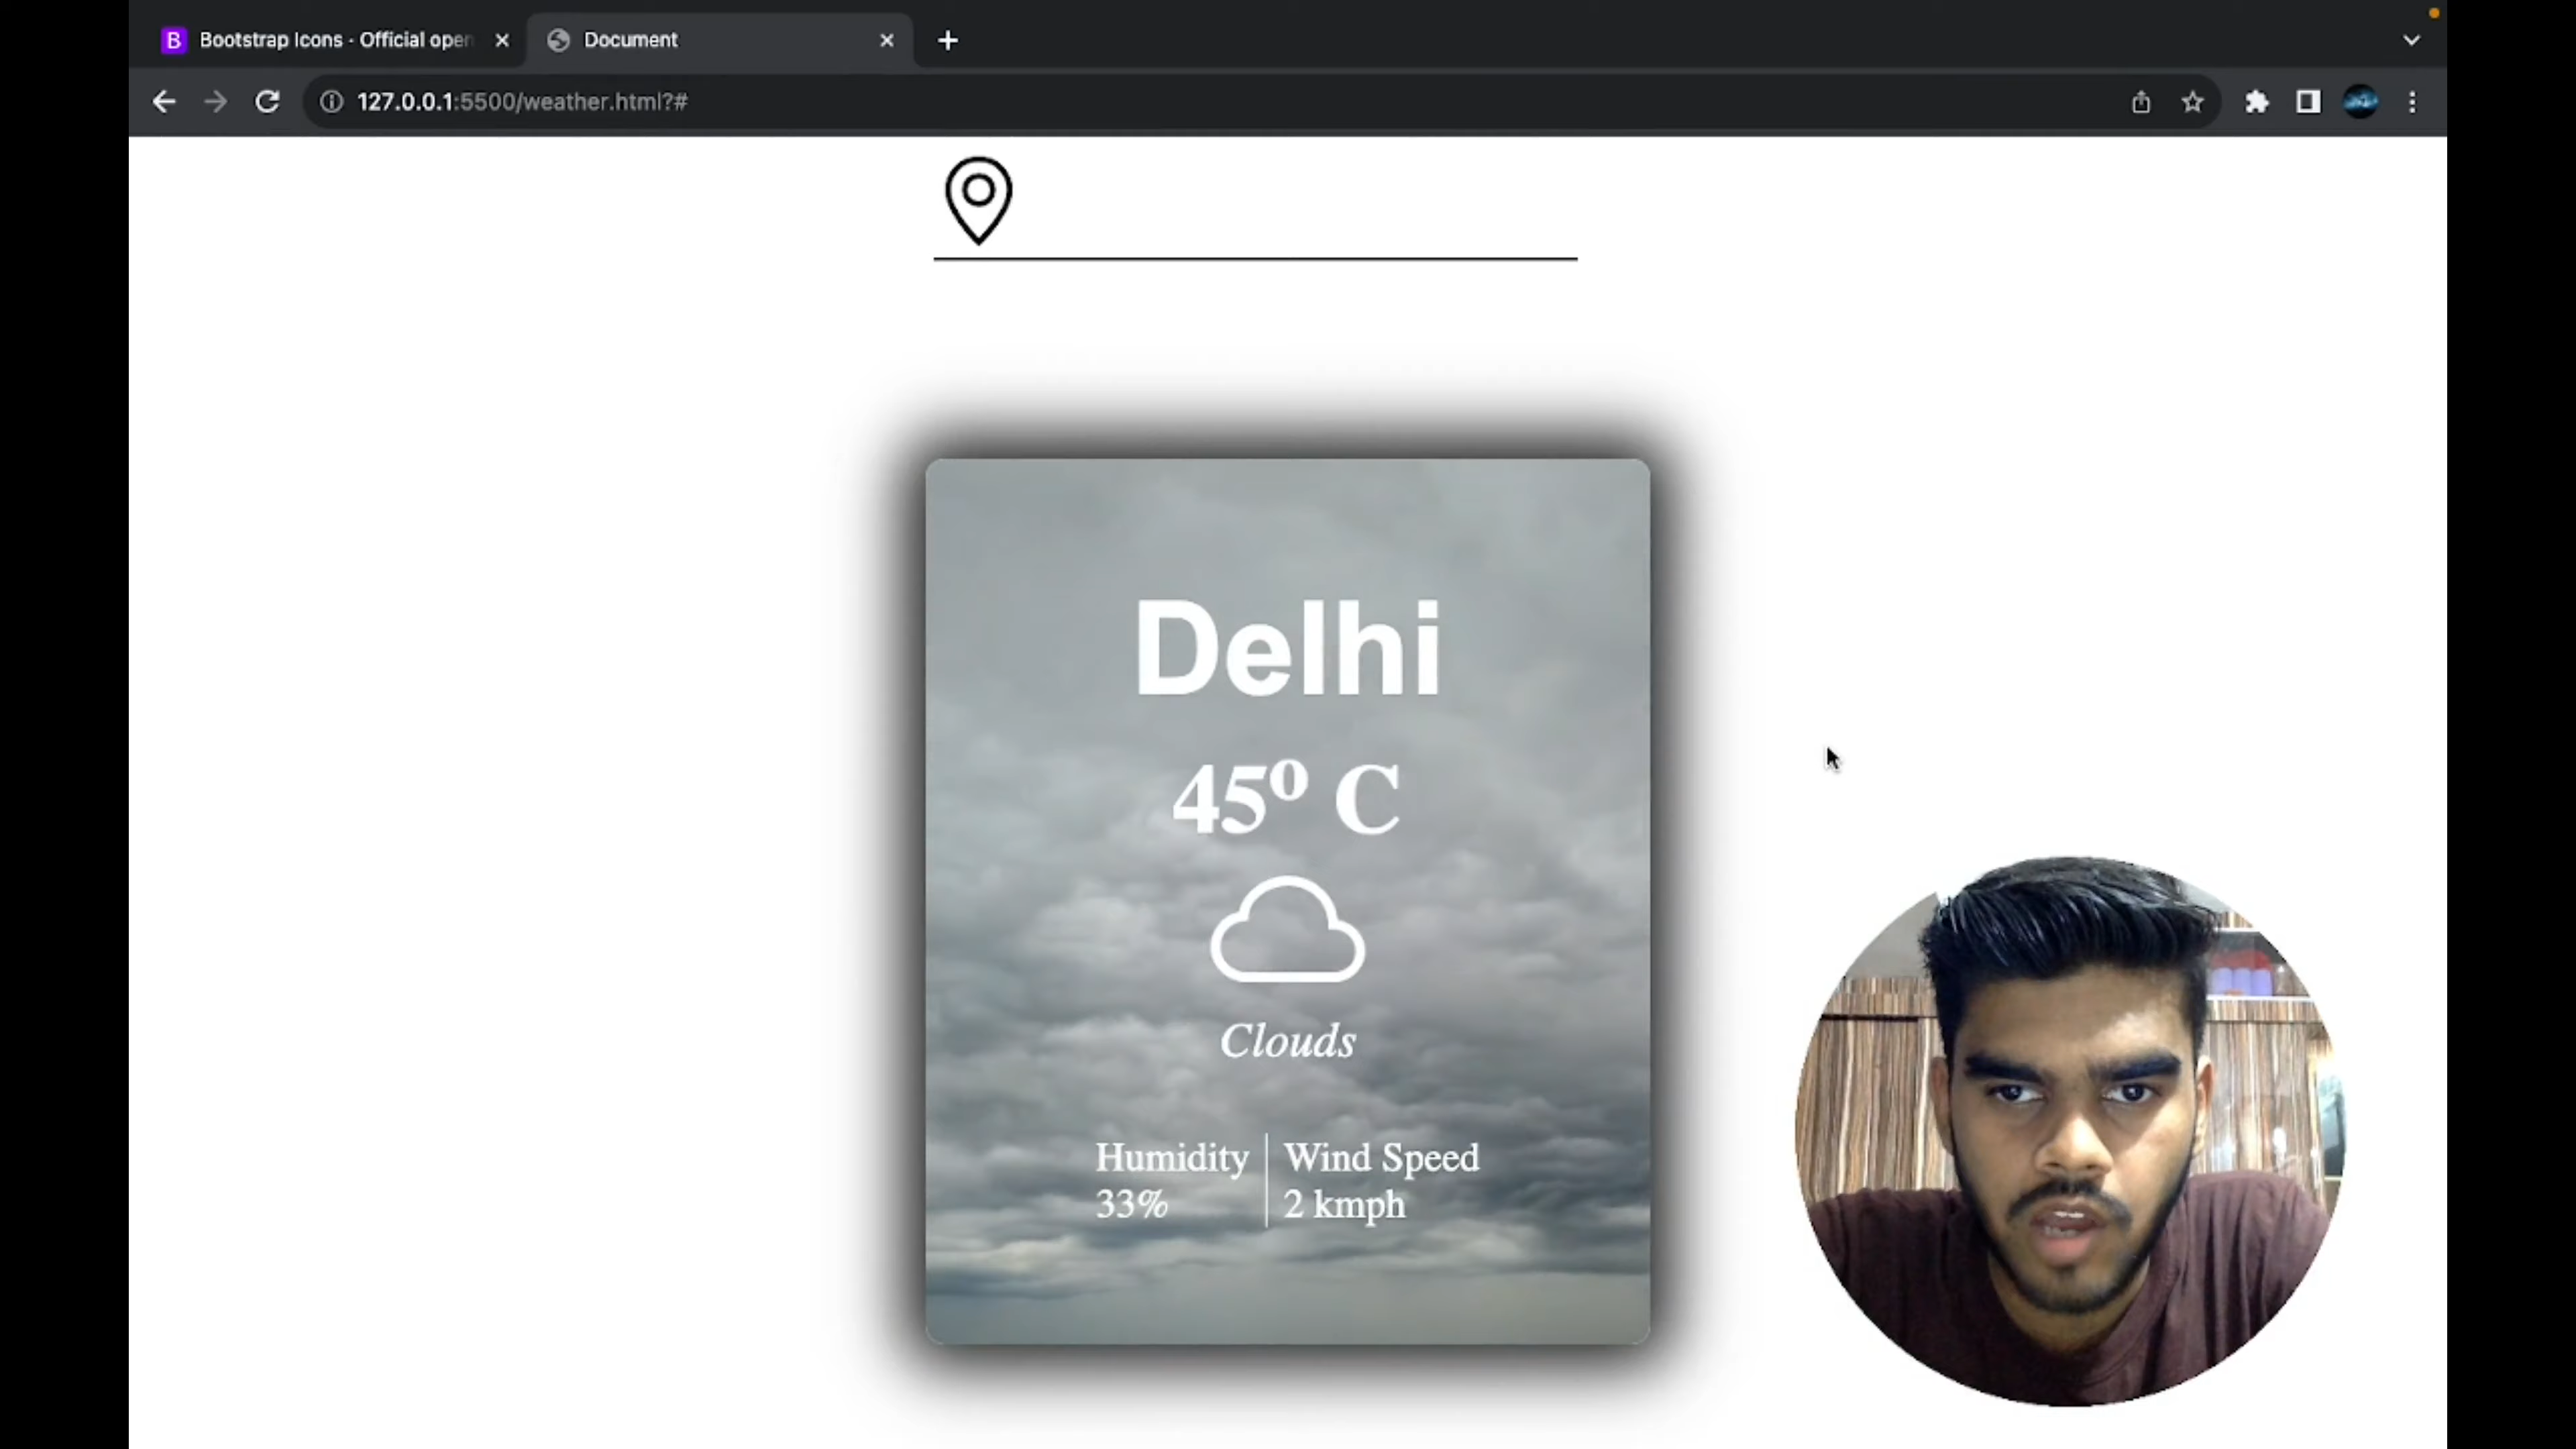 Bootstrap Icons - Official open
Document
127.0.0.1:5500/weather.html?#
Delhi
45º C
Clouds
Humidity
33%
Wind Speed
2 kmph